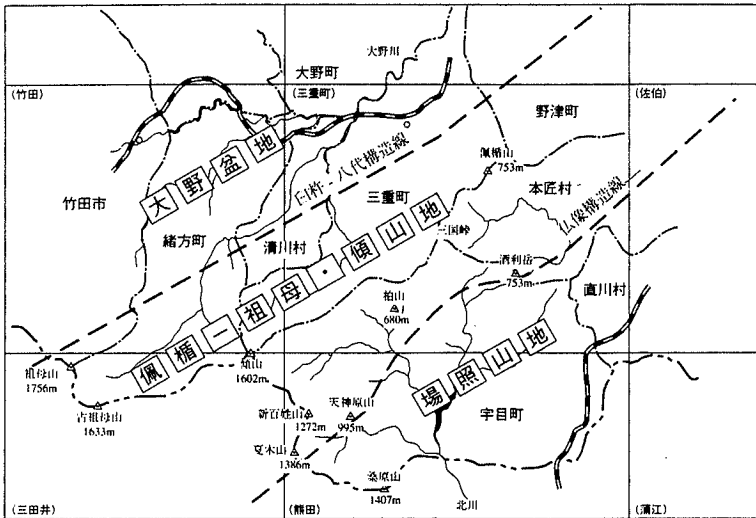 大野町
大野川
(竹田)
(三重町)
(佐伯)
野津町
佩楯山
753m
大野盆地
臼杵-八代構造線
三重町
本匠村
仏像構造線
竹田市
緒方町
清川村
三国峠
酒利岳
753m
直川村
佩楯一祖母・傾山地
柏山
680m
祖母山
1756m
古祖母山
1633m
傾山
1602m
場照山地
宇目町
新百姓山
1272m
天神原山
995m
夏木山
1386m
桑原山
1407m
北川
(三田井)
(熊田)
(蒲江)